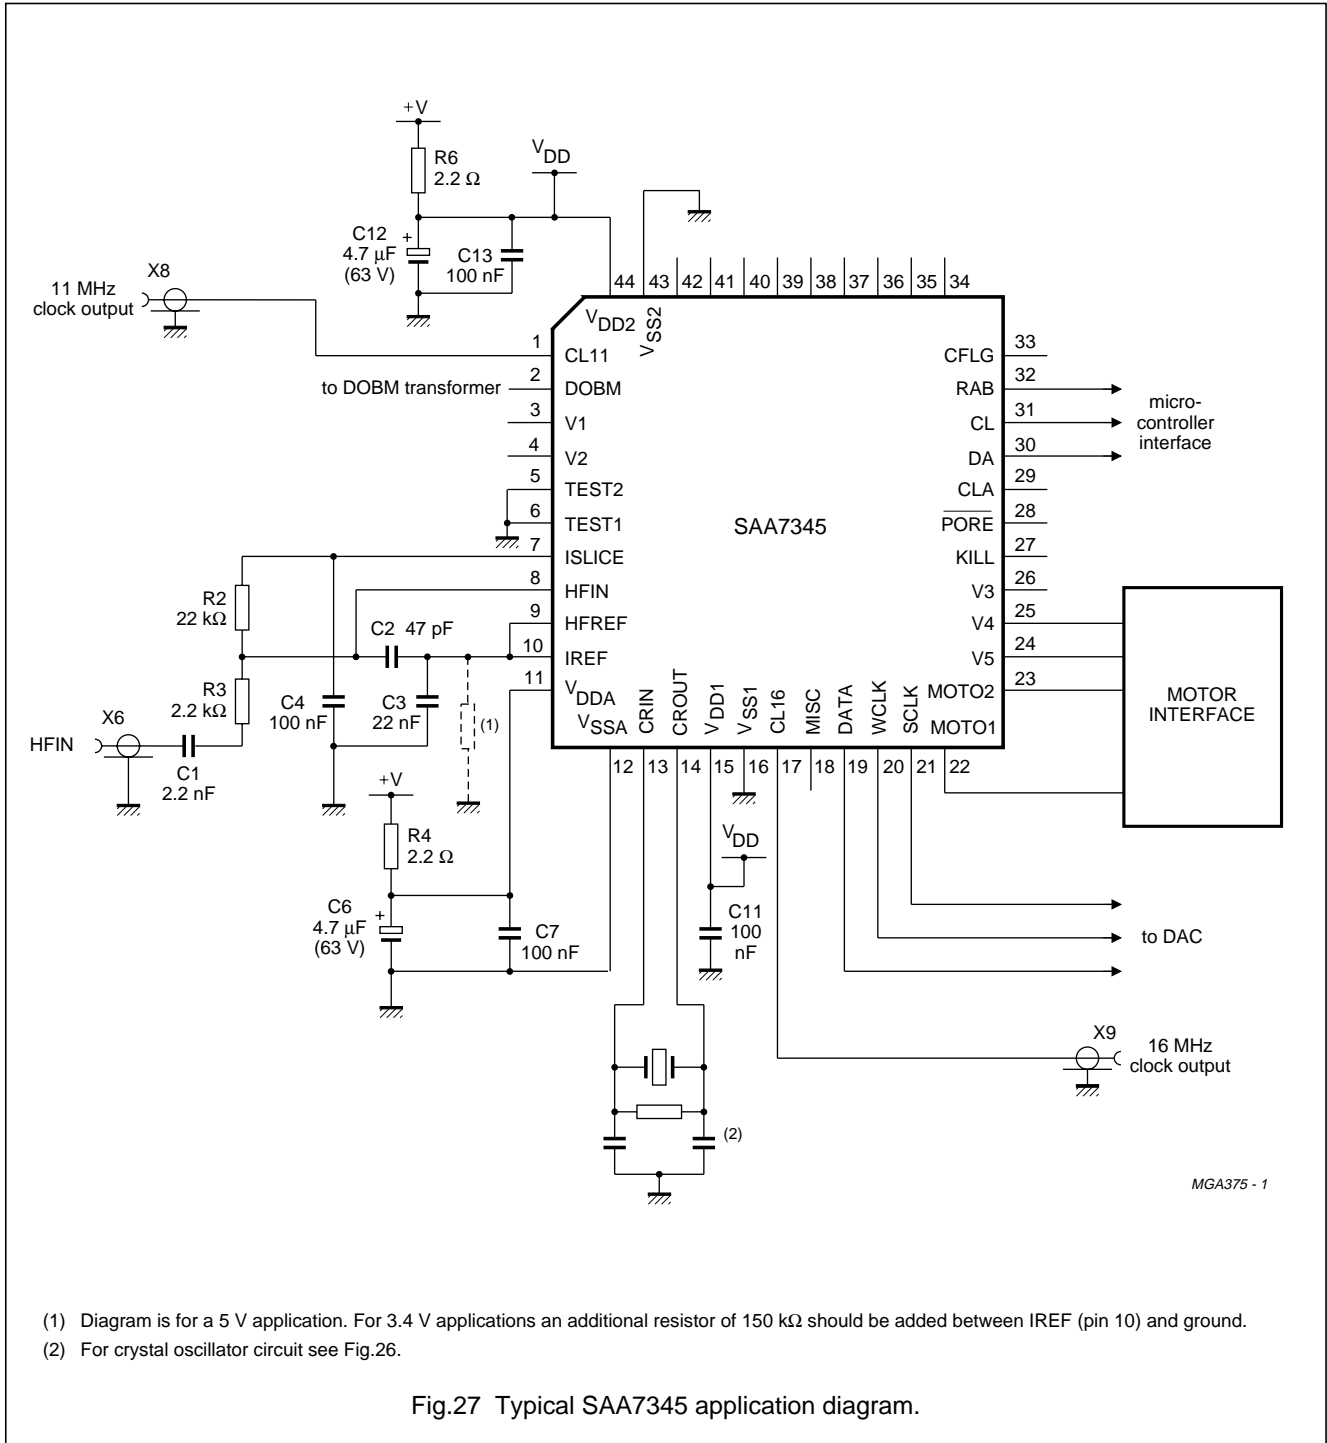 +V
R6
2.2 Ω
VDD
C12
4.7 µF
(63 V)
+
C13
100 nF
X8
11 MHz
clock output
44 43 42 41 40 39 38 37 36 35 34
VDD2
VSS2
1 CL11
to DOBM transformer 2 DOBM
3 V1
4 V2
5 TEST2
6 TEST1
7 ISLICE
8 HFIN
9 HFREF
10 IREF
11 VDDA
SAA7345
CFLG 33
RAB 32
CL 31
DA 30
CLA 29
PORE 28
KILL 27
V3 26
V4 25
V5 24
MOTO2 23
MOTO1
micro-
controller
interface
MOTOR
INTERFACE
R2
22 kΩ
C2 47 pF
R3
2.2 kΩ
C4
100 nF
C3
22 nF
(1)
X6
HFIN
C1
2.2 nF
VSSA CRIN CROUT VDD1 VSS1 CL16 MISC DATA WCLK SCLK
12 13 14 15 16 17 18 19 20 21 22
+V
R4
2.2 Ω
C6
4.7 µF
(63 V)
+
C7
100 nF
VDD
C11
100
nF
to DAC
X9
16 MHz
clock output
(2)
MGA375 - 1
(1) Diagram is for a 5 V application. For 3.4 V applications an additional resistor of 150 kΩ should be added between IREF (pin 10) and ground.
(2) For crystal oscillator circuit see Fig.26.
Fig.27 Typical SAA7345 application diagram.